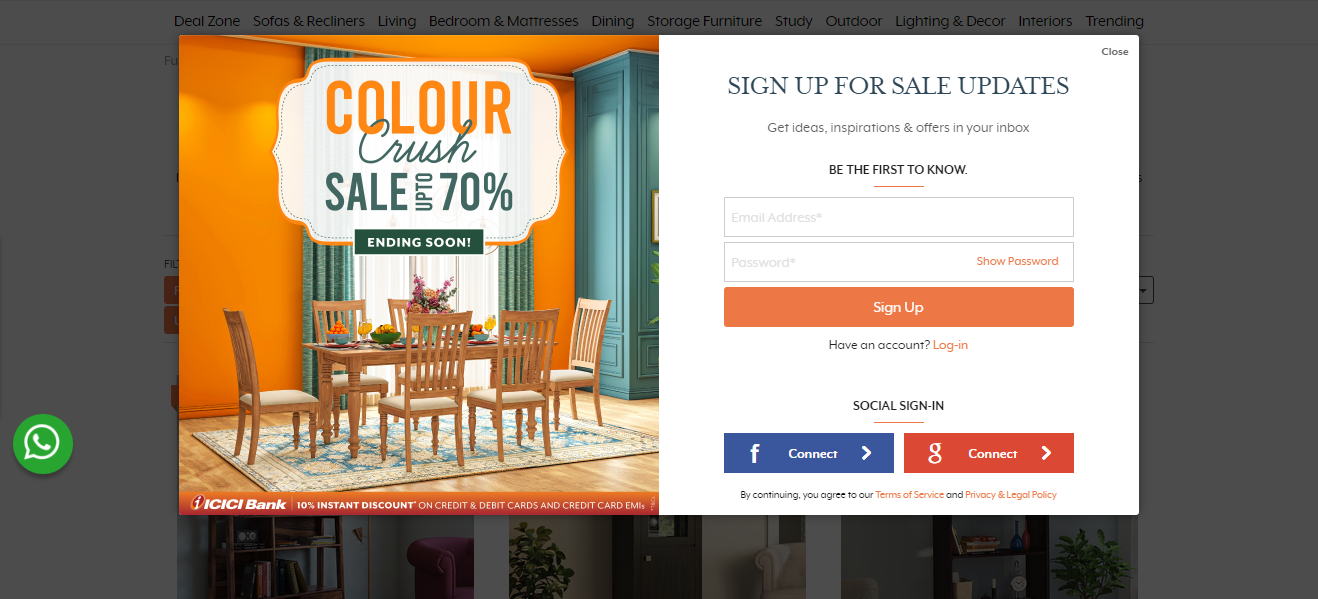 Deal Zone Sofas & Recliners Living Bedroom & Mattresses Dining Storage Furniture Study Outdoor Lighting & Decor Interiors Trending
Close
COLOUR
Crush
SALE UPTO 70%
ENDING SOON!
ICICI Bank 10% INSTANT DISCOUNT* ON CREDIT & DEBIT CARDS AND CREDIT CARD EMIs
SIGN UP FOR SALE UPDATES
Get ideas, inspirations & offers in your inbox
BE THE FIRST TO KNOW.
Email Address*
Password* Show Password
Sign Up
Have an account? Log-in
SOCIAL SIGN-IN
f Connect
g Connect
By continuing, you agree to our Terms of Service and Privacy & Legal Policy